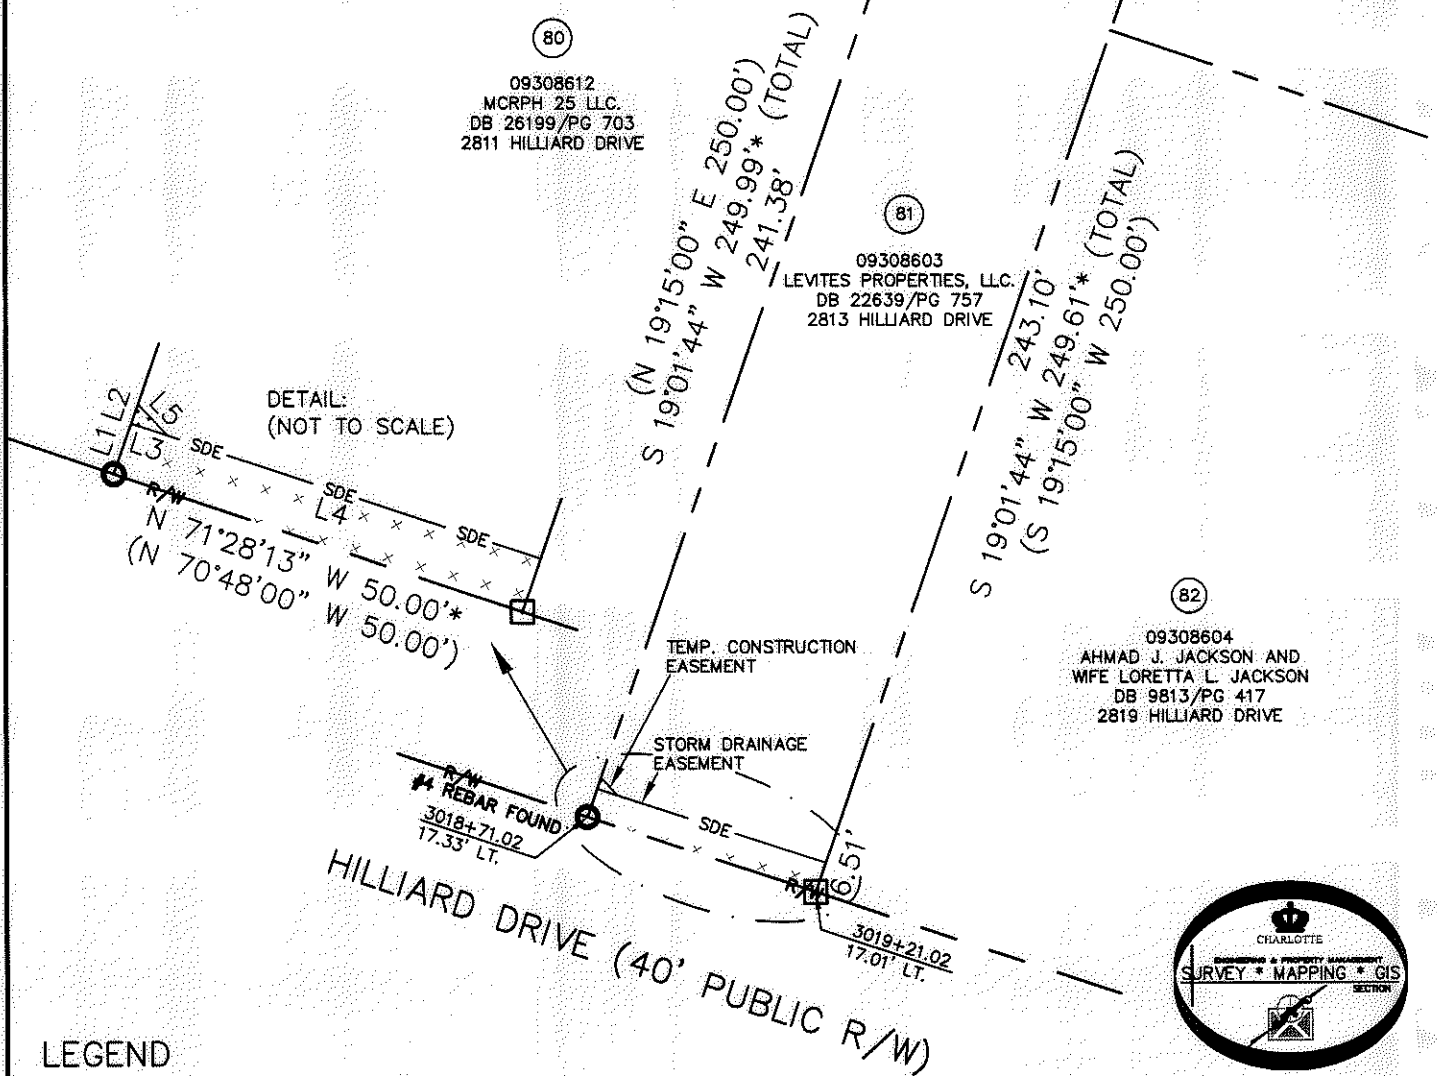 80
09308612
MCRPH 25 LLC.
DB 26199/PG 703
2811 HILLIARD DRIVE
(N 19°15'00" E 250.00')
S 19°01'44" W 249.99'* (TOTAL)
241.38'
81
09308603
LEVITES PROPERTIES, LLC.
DB 22639/PG 757
2813 HILLIARD DRIVE
243.10'
S 19°01'44" W 249.61'* (TOTAL)
(S 19°15'00" W 250.00')
DETAIL:
(NOT TO SCALE)
L1
L2
L5
L3
SDE
SDE
L4
SDE
R/W
N 71°28'13" W 50.00'*
(N 70°48'00" W 50.00')
82
09308604
AHMAD J. JACKSON AND
WIFE LORETTA L. JACKSON
DB 9813/PG 417
2819 HILLIARD DRIVE
TEMP. CONSTRUCTION
EASEMENT
STORM DRAINAGE
EASEMENT
R/W
#4 REBAR FOUND
3018+71.02
17.33' LT.
SDE
6.51'
R/W
3019+21.02
17.01' LT.
HILLIARD DRIVE (40' PUBLIC R/W)
CHARLOTTE
ENGINEERING & PROPERTY MANAGEMENT
SURVEY * MAPPING * GIS
SECTION
LEGEND